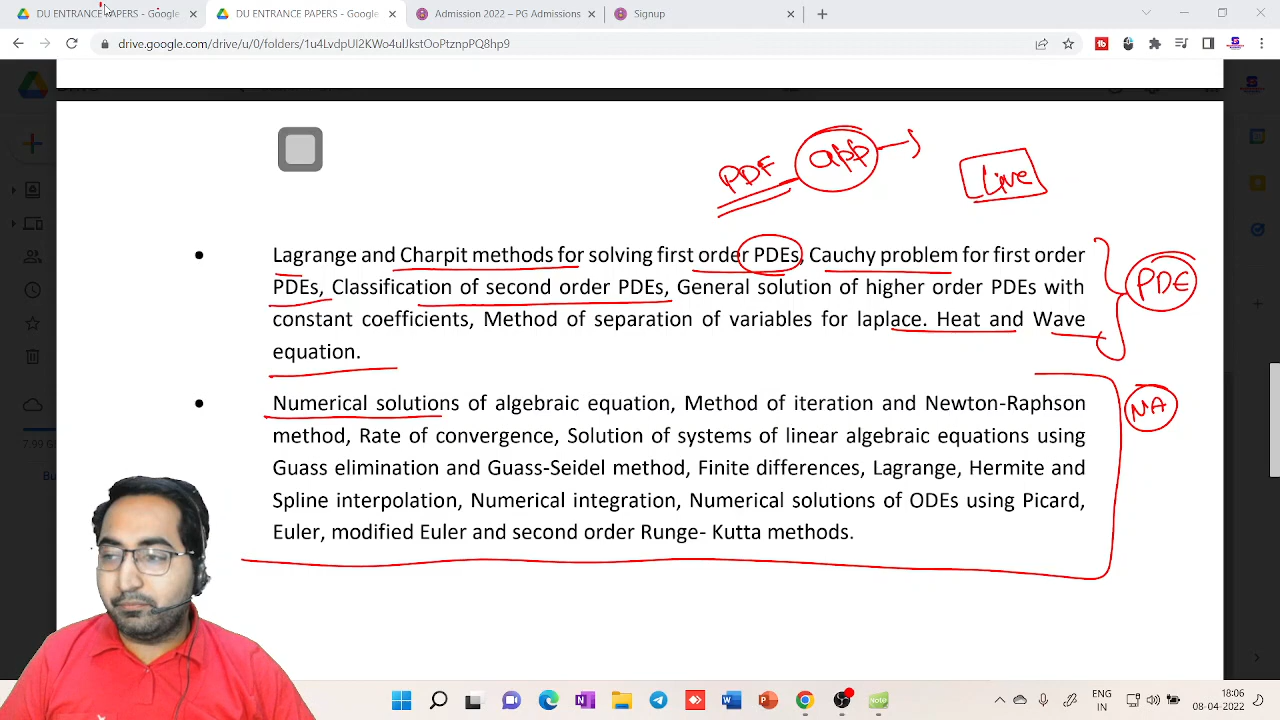 DU ENTRANCE PAPERS - Google
DU ENTRANCE PAPERS - Google
Admission 2022 – PG Admissions
Signup
drive.google.com/drive/u/0/folders/
PDF
app
Live
• Lagrange and Charpit methods for solving first order PDEs, Cauchy problem for first order
PDEs, Classification of second order PDEs, General solution of higher order PDEs with
constant coefficients, Method of separation of variables for laplace. Heat and Wave
equation.
PDE
• Numerical solutions of algebraic equation, Method of iteration and Newton-Raphson
method, Rate of convergence, Solution of systems of linear algebraic equations using
Guass elimination and Guass-Seidel method, Finite differences, Lagrange, Hermite and
Spline interpolation, Numerical integration, Numerical solutions of ODEs using Picard,
Euler, modified Euler and second order Runge- Kutta methods.
NA
7.99 G
Bu
ENG
IN
18:06
08-04-2022